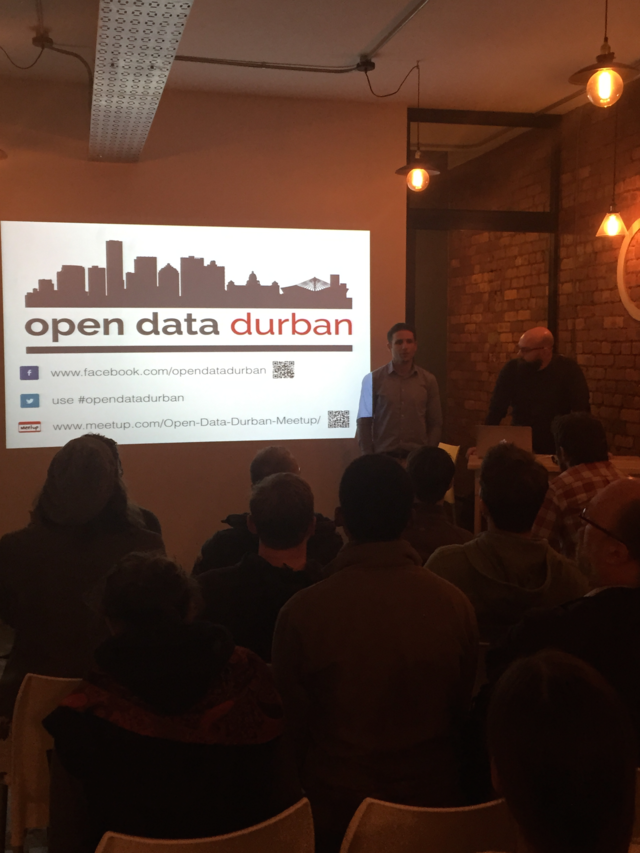 open data durban
www.facebook.com/opendatadurban
use #opendatadurban
meetup
www.meetup.com/Open-Data-Durban-Meetup/